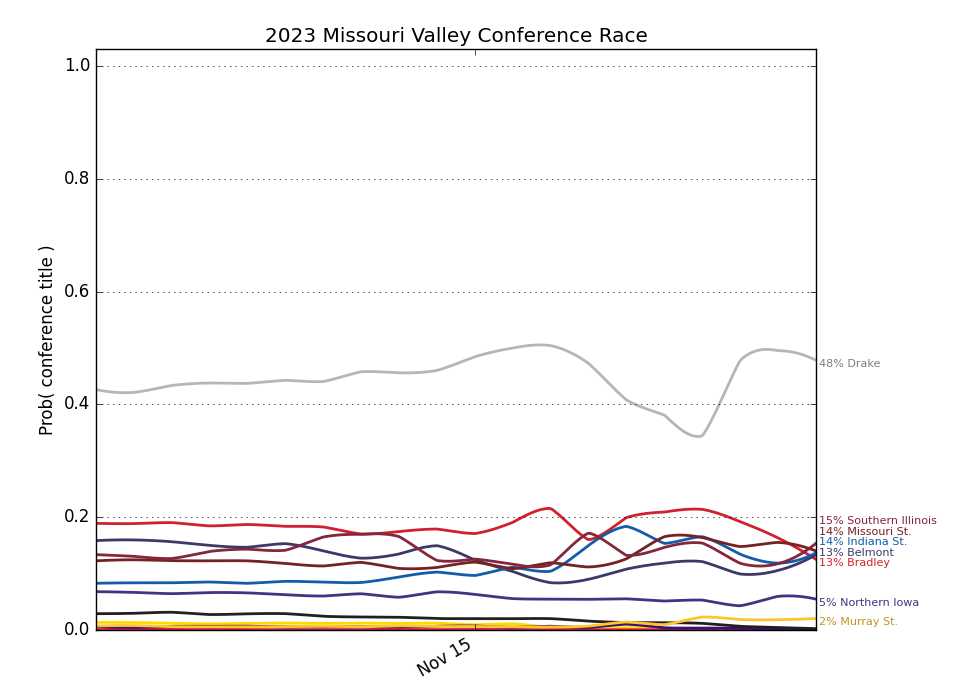 2023 Missouri Valley Conference Race
Prob( conference title )
1.0
0.8
0.6
0.4
0.2
0.0
Nov 15
48% Drake
15% Southern Illinois
14% Missouri St.
14% Indiana St.
13% Belmont
13% Bradley
5% Northern Iowa
2% Murray St.